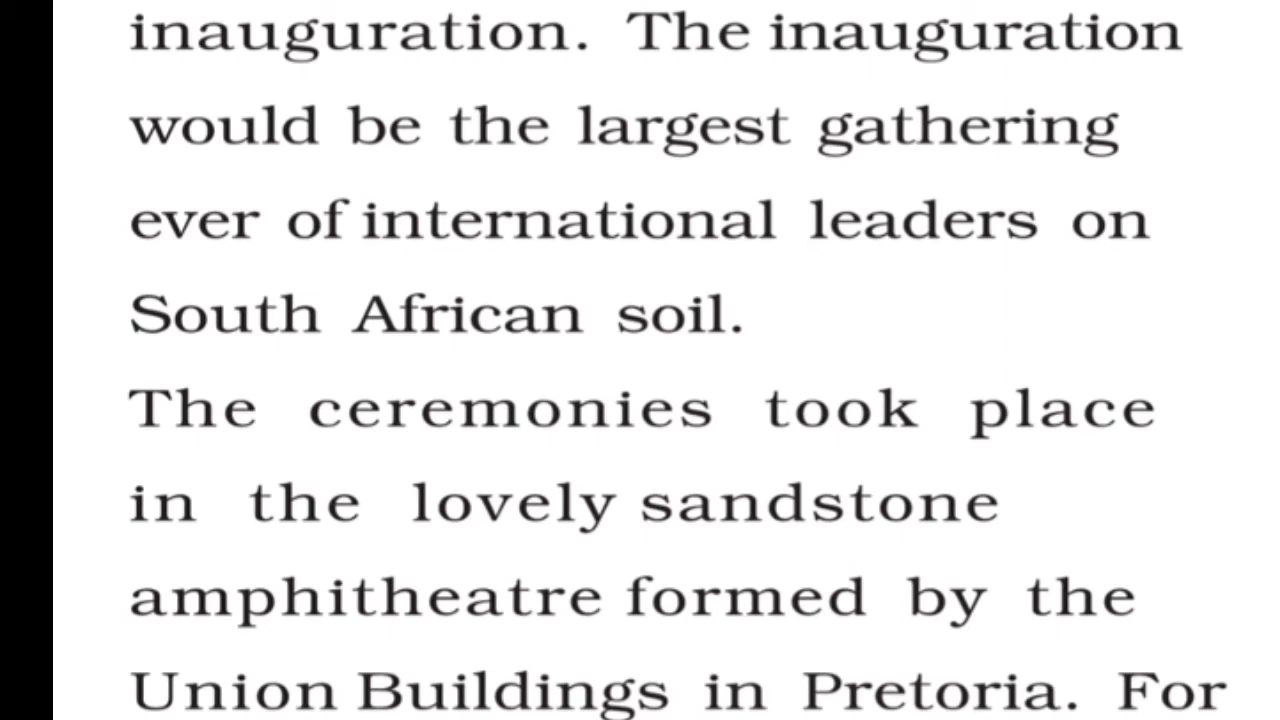 inauguration. The inauguration
would be the largest gathering
ever of international leaders on
South African soil.
The ceremonies took place
in the lovely sandstone
amphitheatre formed by the
Union Buildings in Pretoria. For